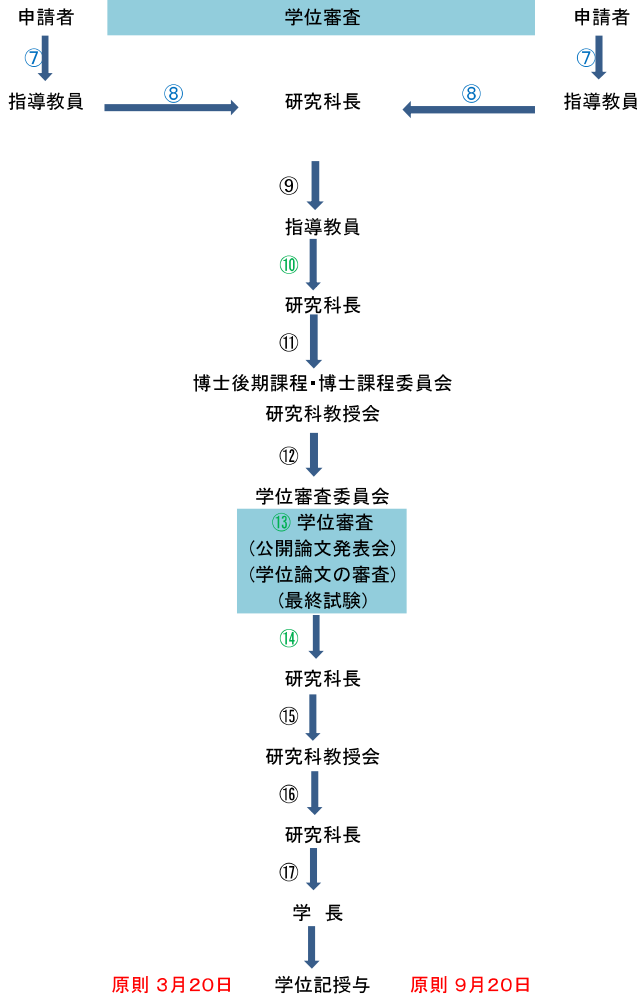 申請者 学位審査 申請者
⑦ ⑦
指導教員 ⑧ 研究科長 ⑧ 指導教員
⑨
指導教員
⑩
研究科長
⑪
博士後期課程・博士課程委員会
研究科教授会
⑫
学位審査委員会
⑬ 学位審査
(公開論文発表会)
(学位論文の審査)
(最終試験)
⑭
研究科長
⑮
研究科教授会
⑯
研究科長
⑰
学 長
原則 3月20日 学位記授与 原則 9月20日